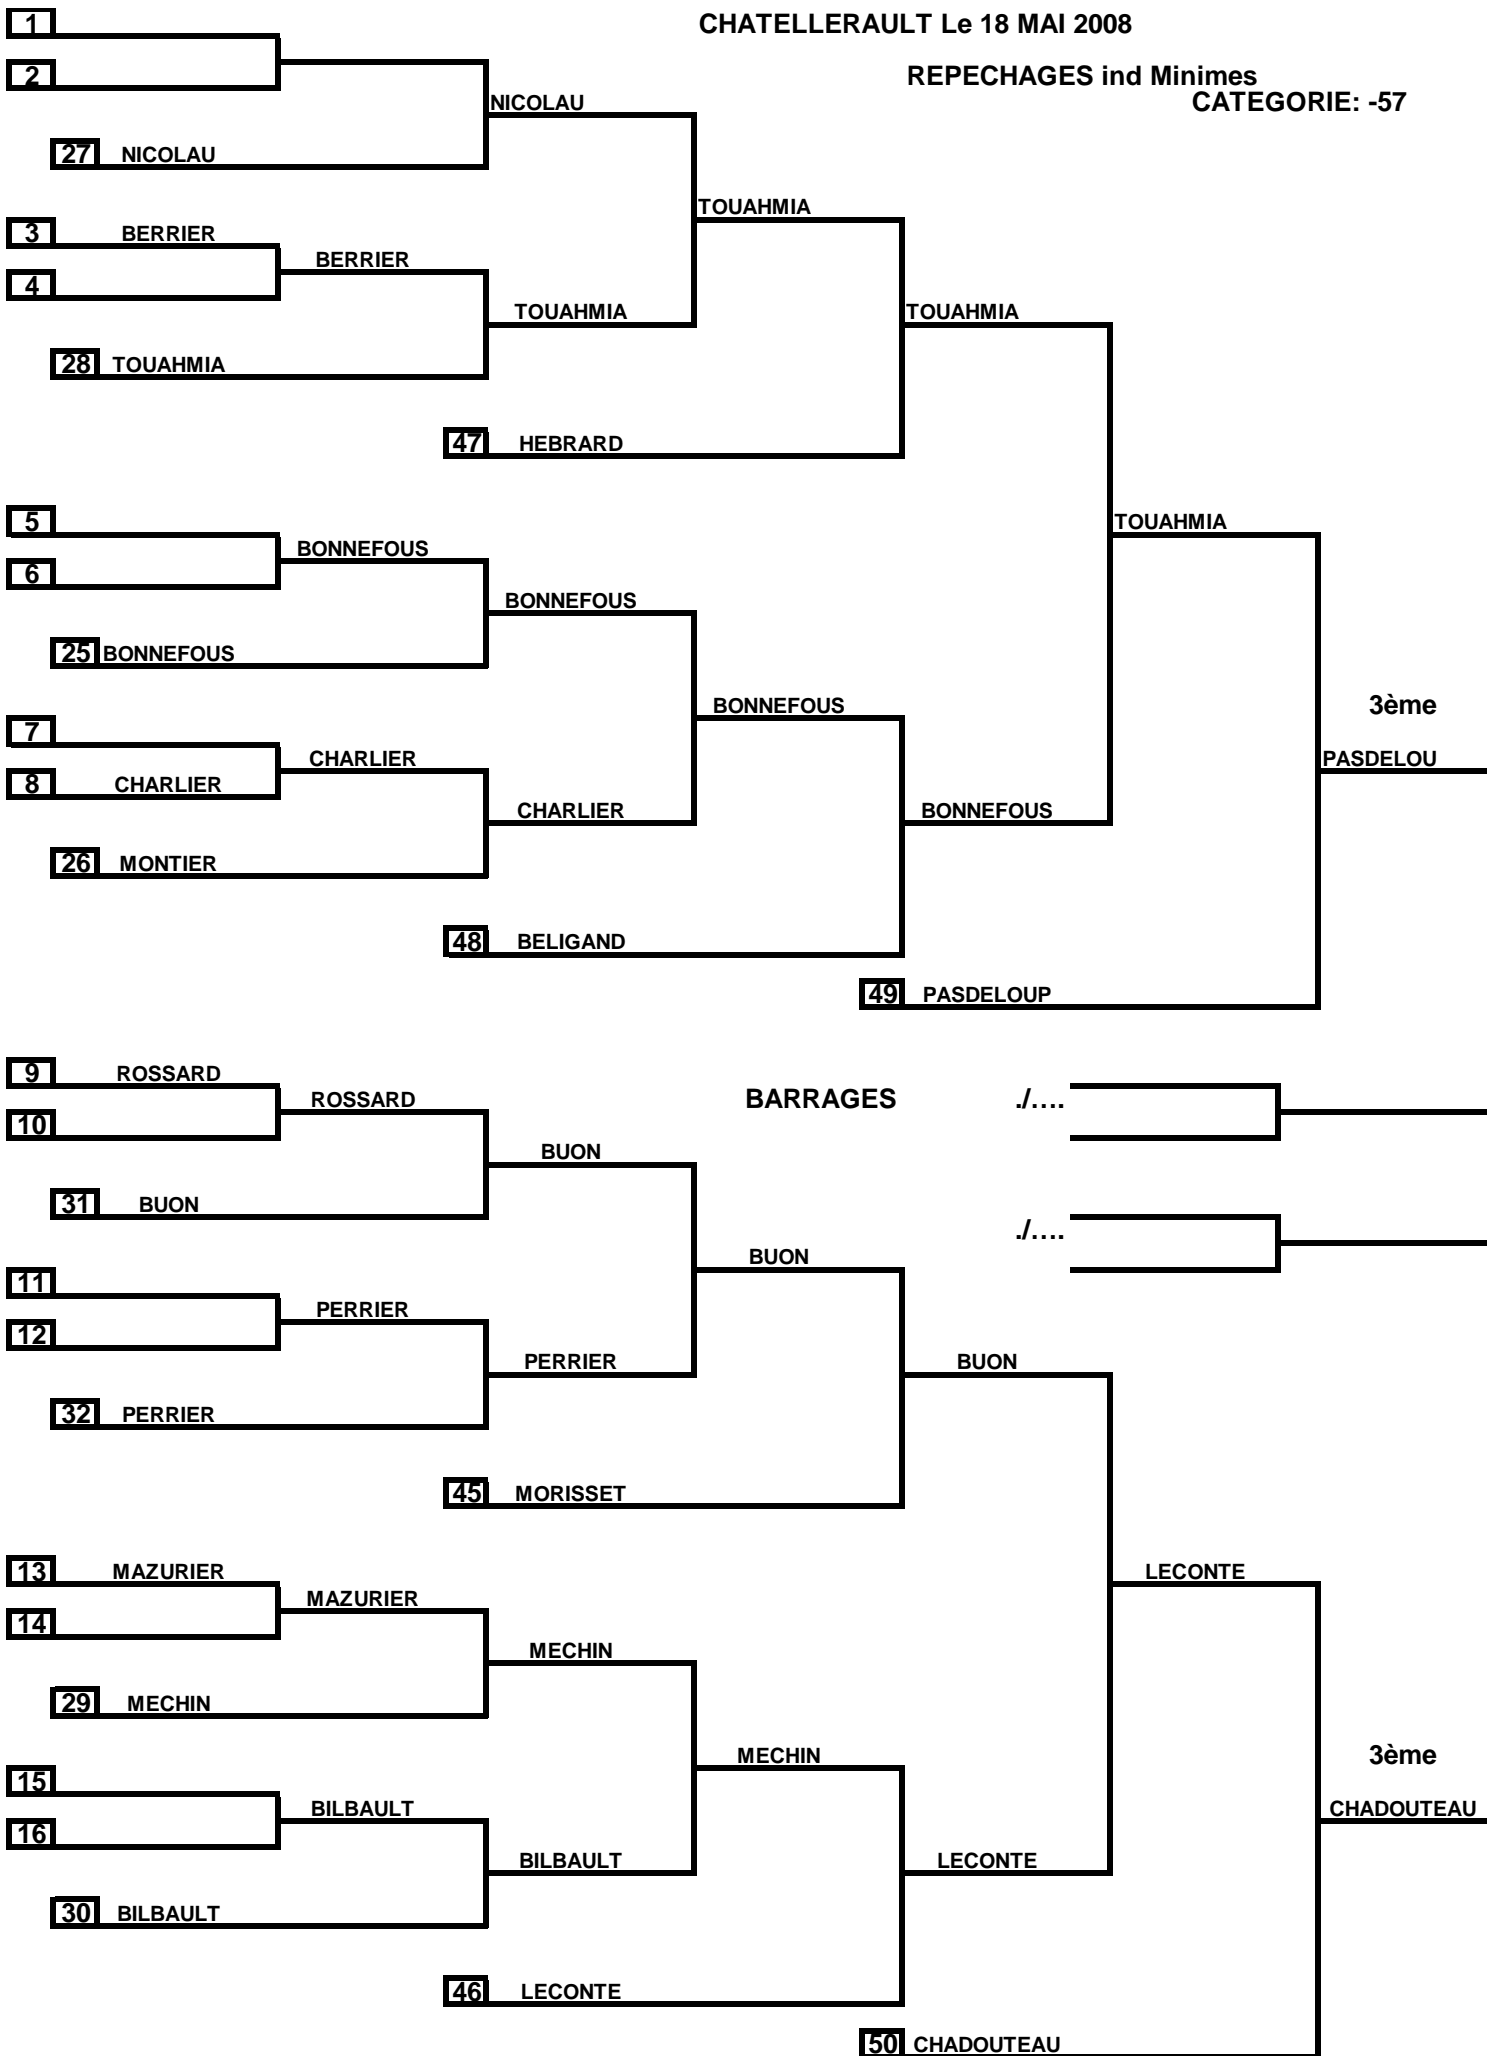 1 CHATELLERAULT Le 18 MAI 2008
2 REPECHAGES ind Minimes
NICOLAU CATEGORIE: -57
27 NICOLAU
TOUAHMIA
3 BERRIER
BERRIER
4
TOUAHMIA TOUAHMIA
28 TOUAHMIA
47 HEBRARD
5 TOUAHMIA
BONNEFOUS
6
BONNEFOUS
25 BONNEFOUS
BONNEFOUS 3ème
7
CHARLIER PASDELOU
8 CHARLIER
CHARLIER BONNEFOUS
26 MONTIER
48 BELIGAND
49 PASDELOUP
9 ROSSARD
ROSSARD BARRAGES ./....
10
BUON
31 BUON
./....
BUON
11
PERRIER
12
PERRIER BUON
32 PERRIER
45 MORISSET
13 MAZURIER LECONTE
MAZURIER
14
MECHIN
29 MECHIN
MECHIN 3ème
15
BILBAULT CHADOUTEAU
16
BILBAULT LECONTE
30 BILBAULT
46 LECONTE
50 CHADOUTEAU